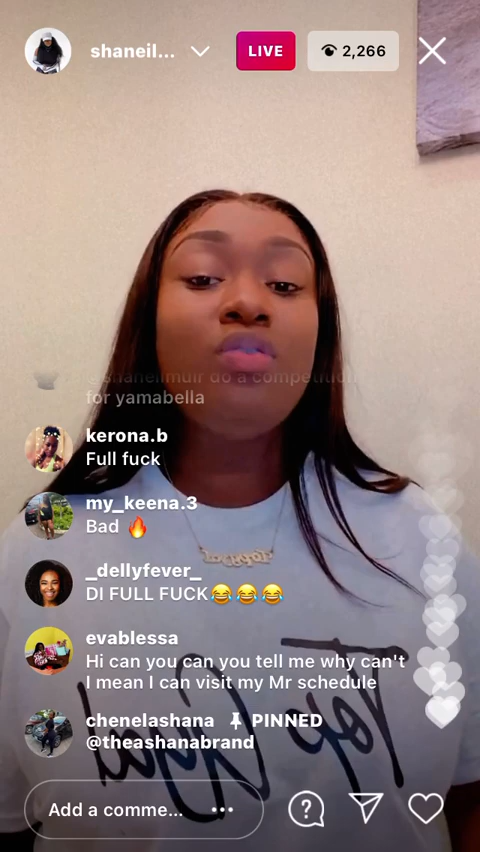 shaneil...
LIVE
2,266
@shaneilmuir do a competition
for yamabella
kerona.b
Full fuck
my_keena.3
Bad 🔥
_dellyfever_
DI FULL FUCK😂😂😂
evablessa
Hi can you can you tell me why can't
I mean I can visit my Mr schedule
chenelashana PINNED
@theashanabrand
Top Gyal
Add a comme... •••